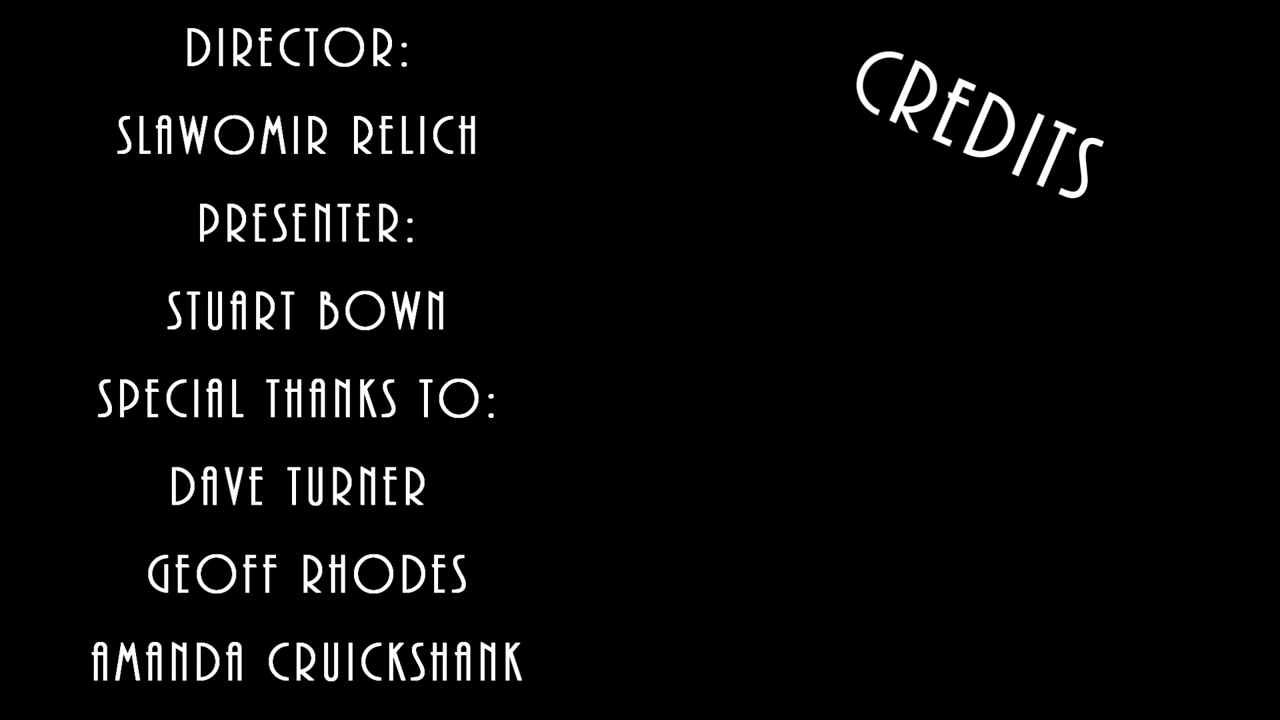 DIRECTOR:
SLAWOMIR RELICH
PRESENTER:
STUART BOWN
SPECIAL THANKS TO:
DAVE TURNER
GEOFF RHODES
AMANDA CRUICKSHANK
CREDITS